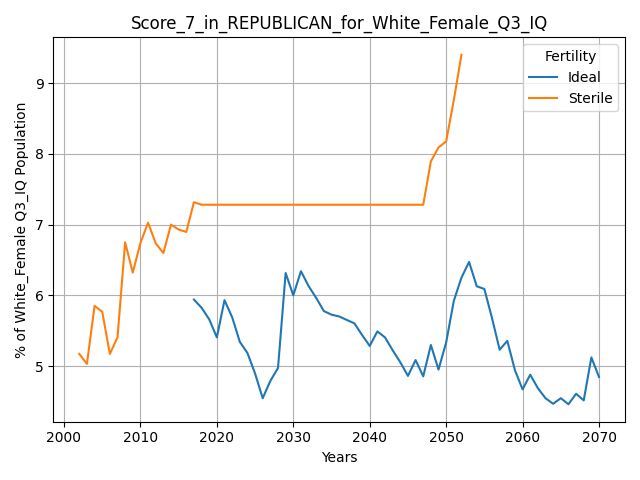 Score_7_in_REPUBLICAN_for_White_Female_Q3_IQ
Fertility
Ideal
Sterile
% of White_Female Q3_IQ Population
9
8
7
6
5
2000 2010 2020 2030 2040 2050 2060 2070
Years